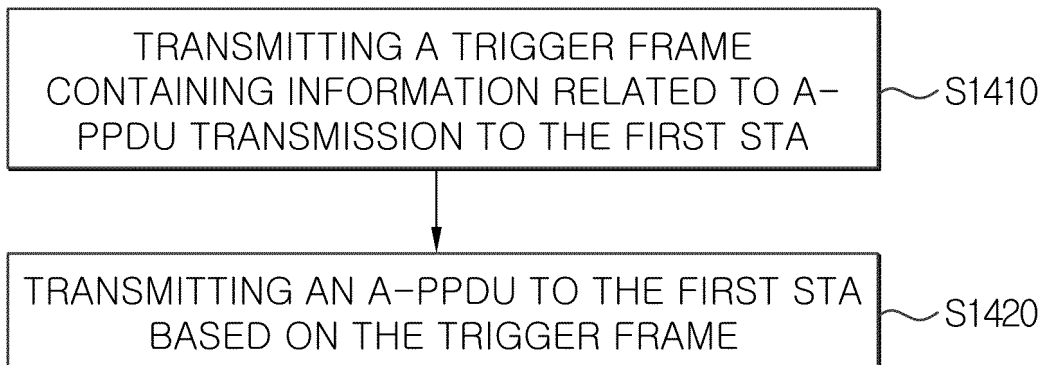 TRANSMITTING A TRIGGER FRAME
CONTAINING INFORMATION RELATED TO A-
PPDU TRANSMISSION TO THE FIRST STA
S1410
TRANSMITTING AN A-PPDU TO THE FIRST STA
BASED ON THE TRIGGER FRAME
S1420